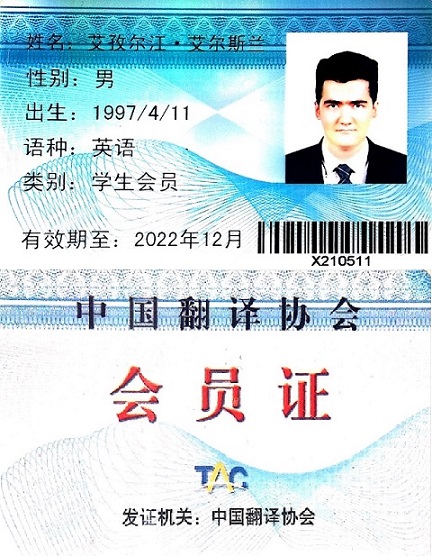 姓名：艾孜尔江·艾尔斯兰
性别：男
出生：1997/4/11
语种：英语
类别：学生会员
有效期至：2022年12月
X210511
中国翻译协会
会员证
TAC
发证机关：中国翻译协会